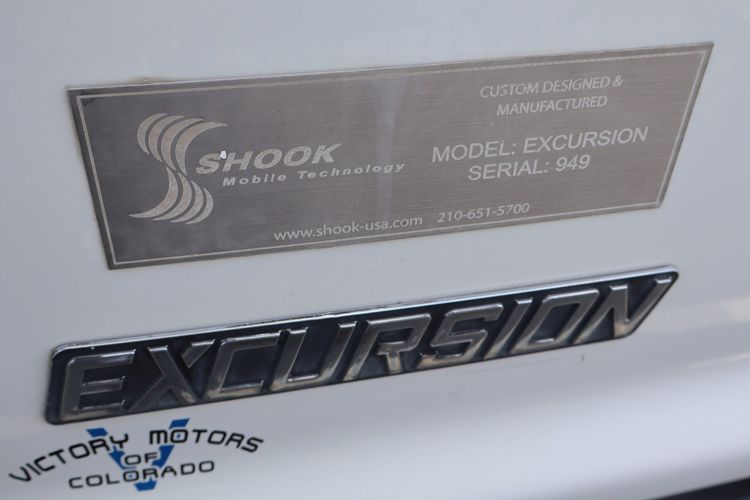 SHOOK
Mobile Technology
CUSTOM DESIGNED &
MANUFACTURED
MODEL: EXCURSION
SERIAL: 949
www.shook-usa.com 210-651-5700
EXCURSION
VICTORY MOTORS
OF
COLORADO